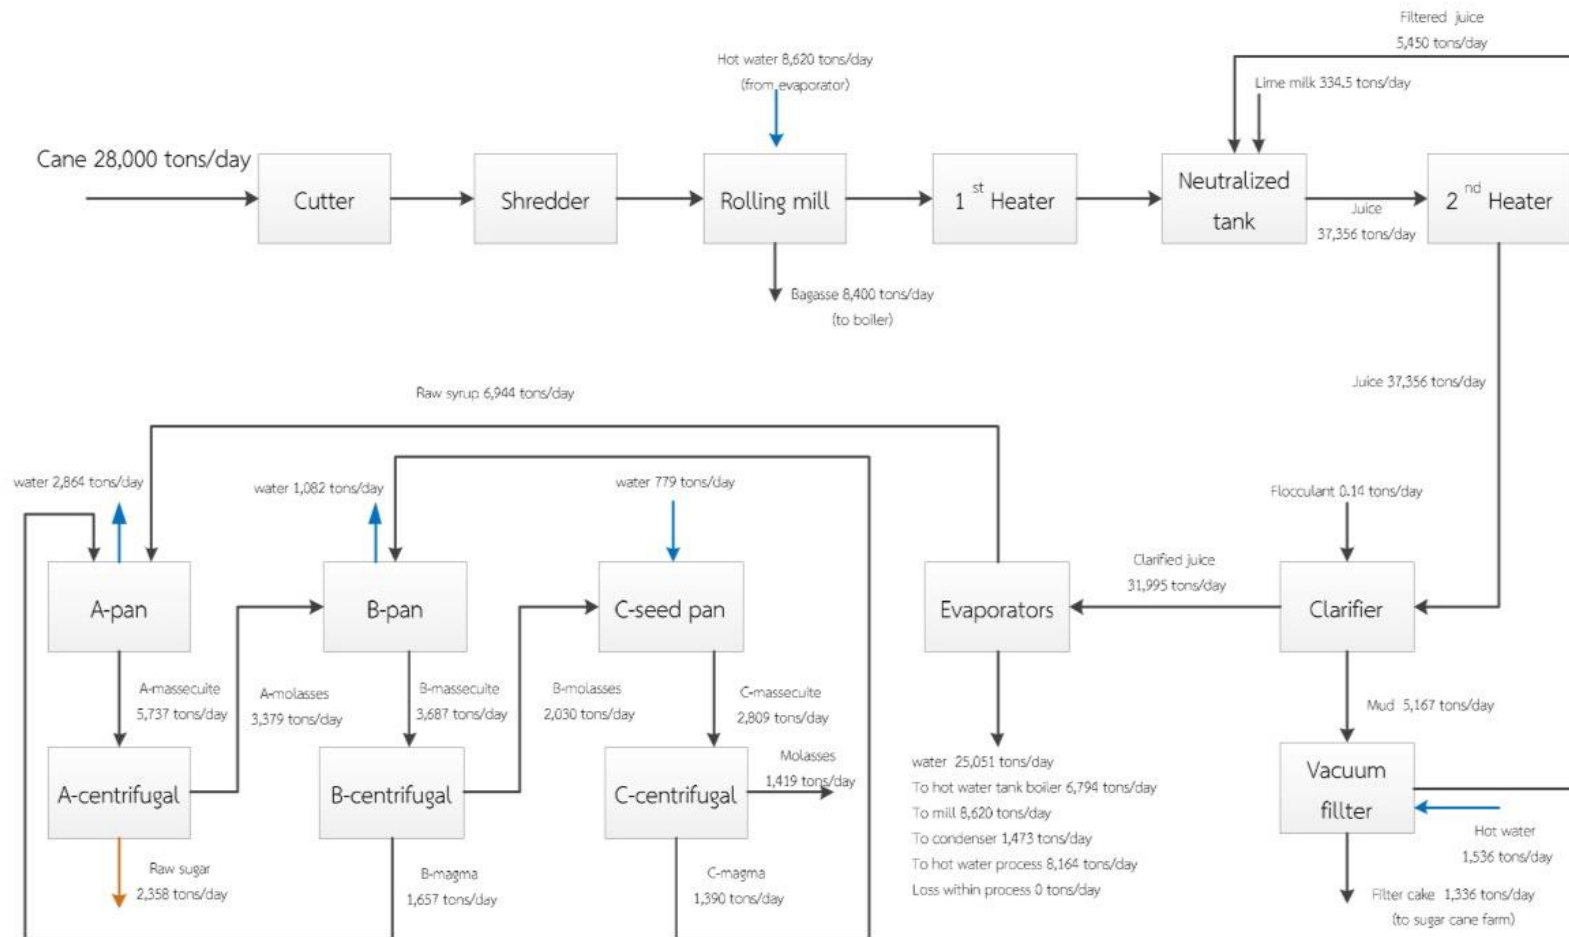 Filtered juice
5,450 tons/day
Hot water 8,620 tons/day
(from evaporator)
Lime milk 334.5 tons/day
Cane 28,000 tons/day
Cutter
Shredder
Rolling mill
1 st Heater
Neutralized
tank
2 nd Heater
Juice
37,356 tons/day
Bagasse 8,400 tons/day
(to boiler)
Juice 37,356 tons/day
Raw syrup 6,944 tons/day
water 2,864 tons/day
water 1,082 tons/day
water 779 tons/day
Flocculant 0.14 tons/day
Clarified juice
31,995 tons/day
A-pan
B-pan
C-seed pan
Evaporators
Clarifier
A-massecuite
5,737 tons/day
A-molasses
3,379 tons/day
B-massecuite
3,687 tons/day
B-molasses
2,030 tons/day
C-massecuite
2,809 tons/day
Mud 5,167 tons/day
Molasses
1,419 tons/day
A-centrifugal
B-centrifugal
C-centrifugal
water 25,051 tons/day
To hot water tank boiler 6,794 tons/day
To mill 8,620 tons/day
To condenser 1,473 tons/day
To hot water process 8,164 tons/day
Loss within process 0 tons/day
Vacuum
fillter
Hot water
1,536 tons/day
Raw sugar
2,358 tons/day
B-magma
1,657 tons/day
C-magma
1,390 tons/day
Filter cake 1,336 tons/day
(to sugar cane farm)